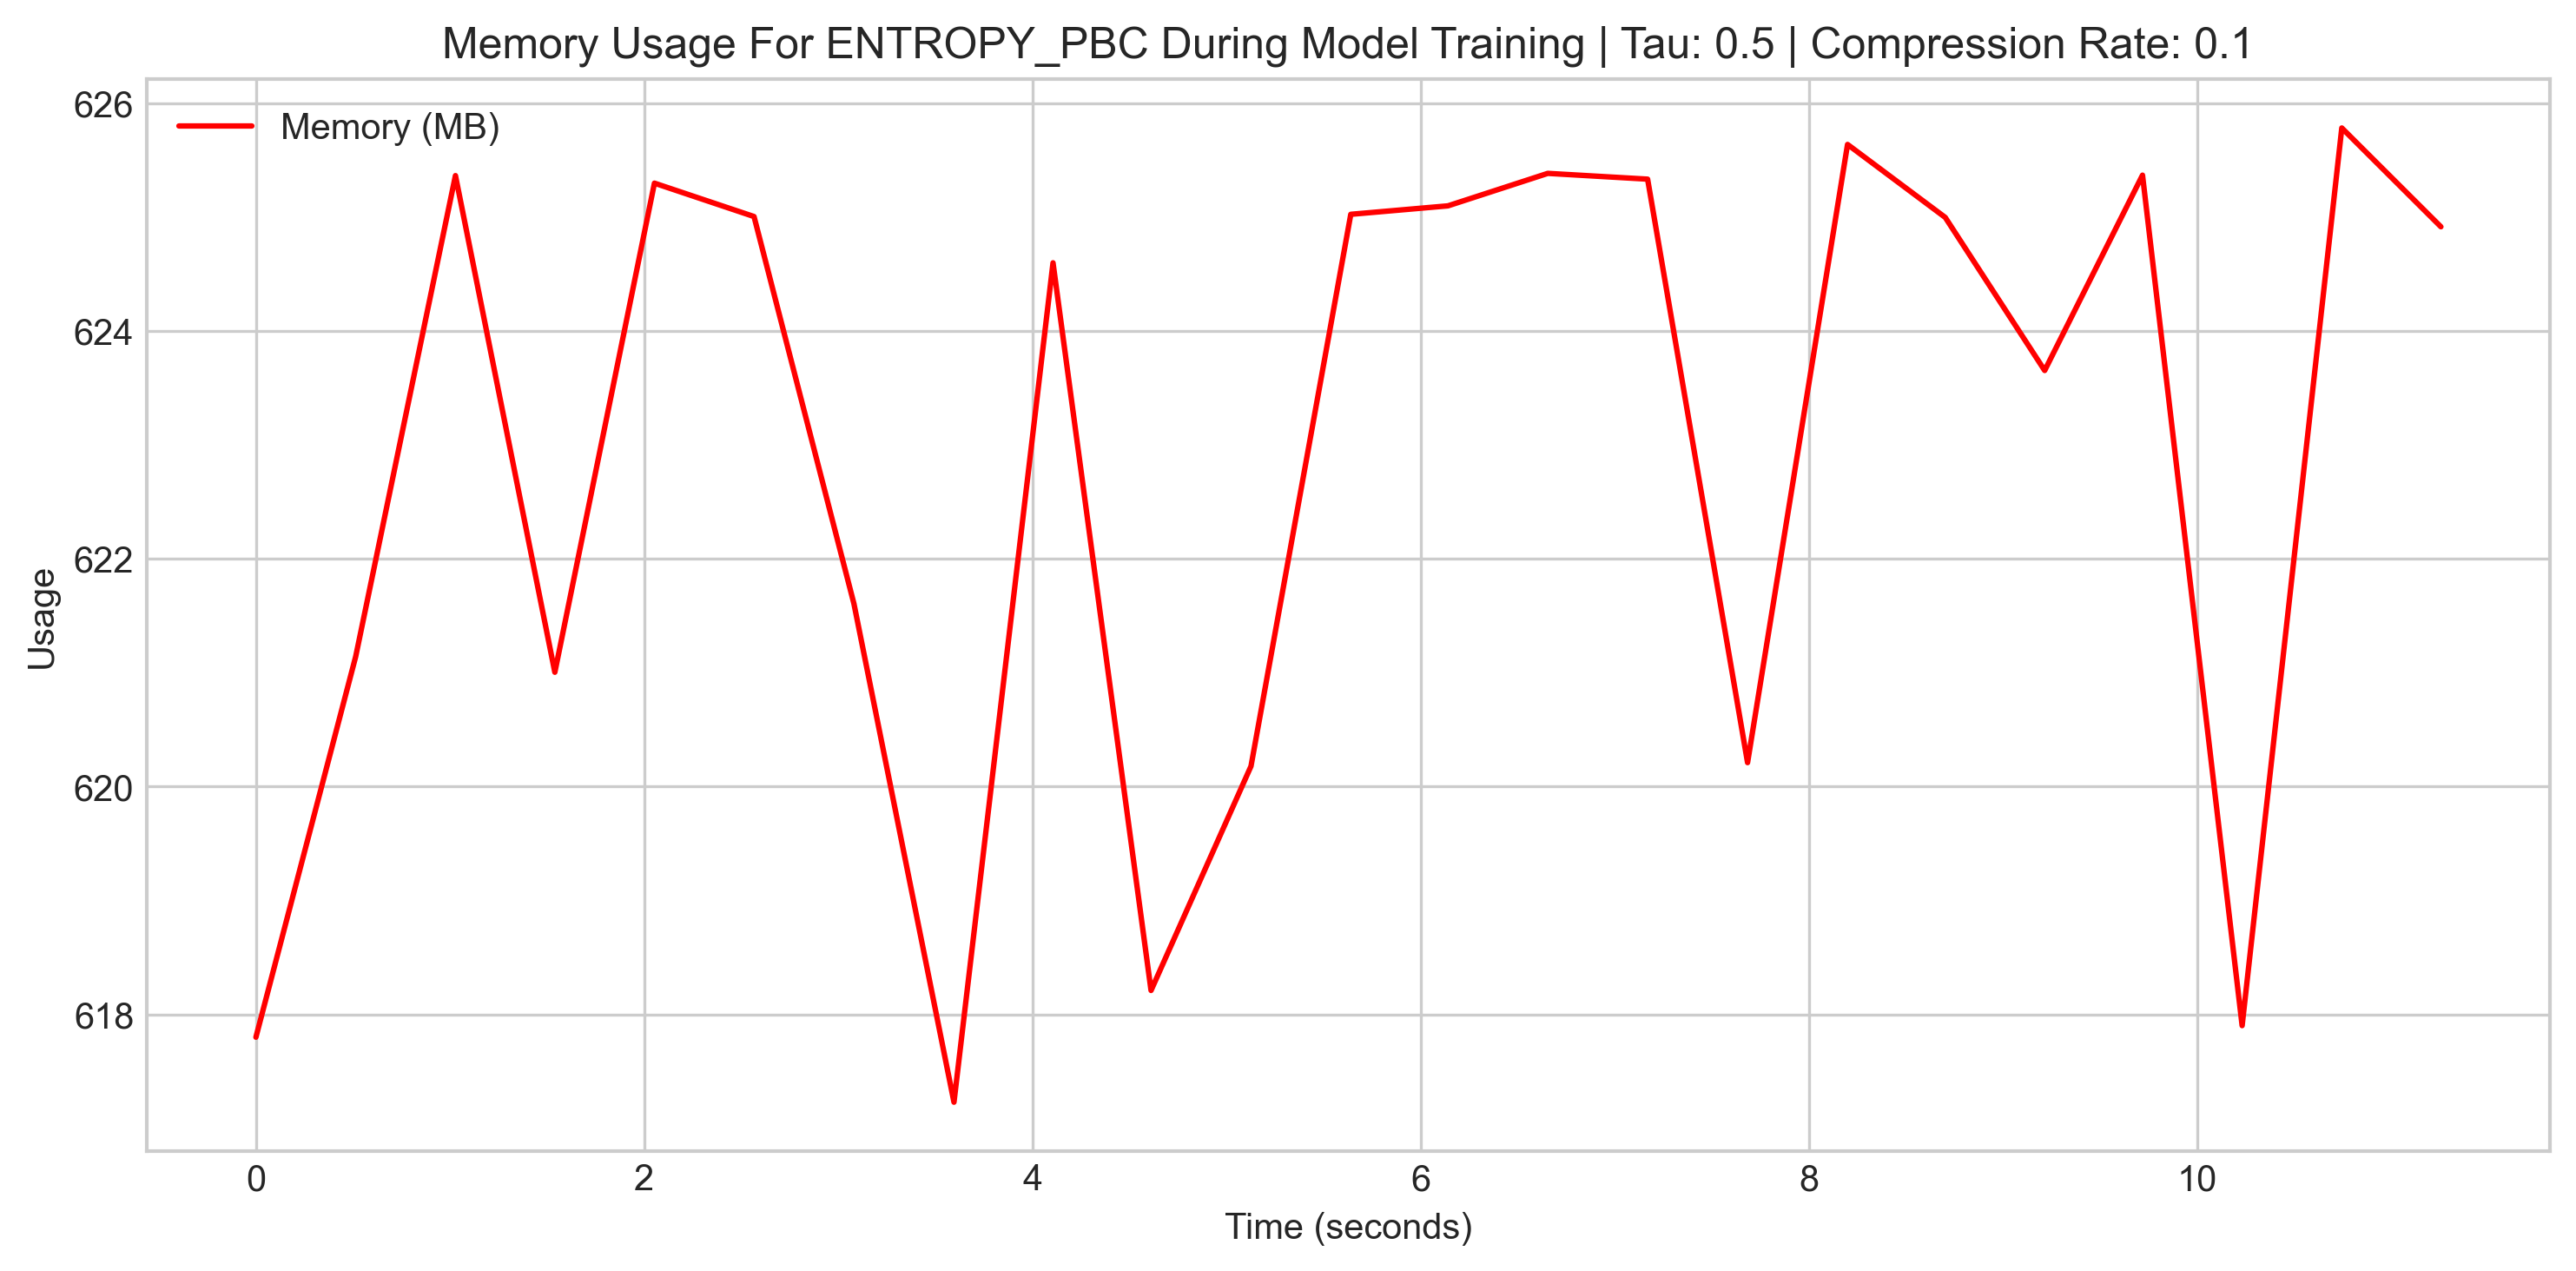 Memory Usage For ENTROPY_PBC During Model Training | Tau: 0.5 | Compression Rate: 0.1
Memory (MB)
626
624
622
620
618
Usage
0 2 4 6 8 10
Time (seconds)